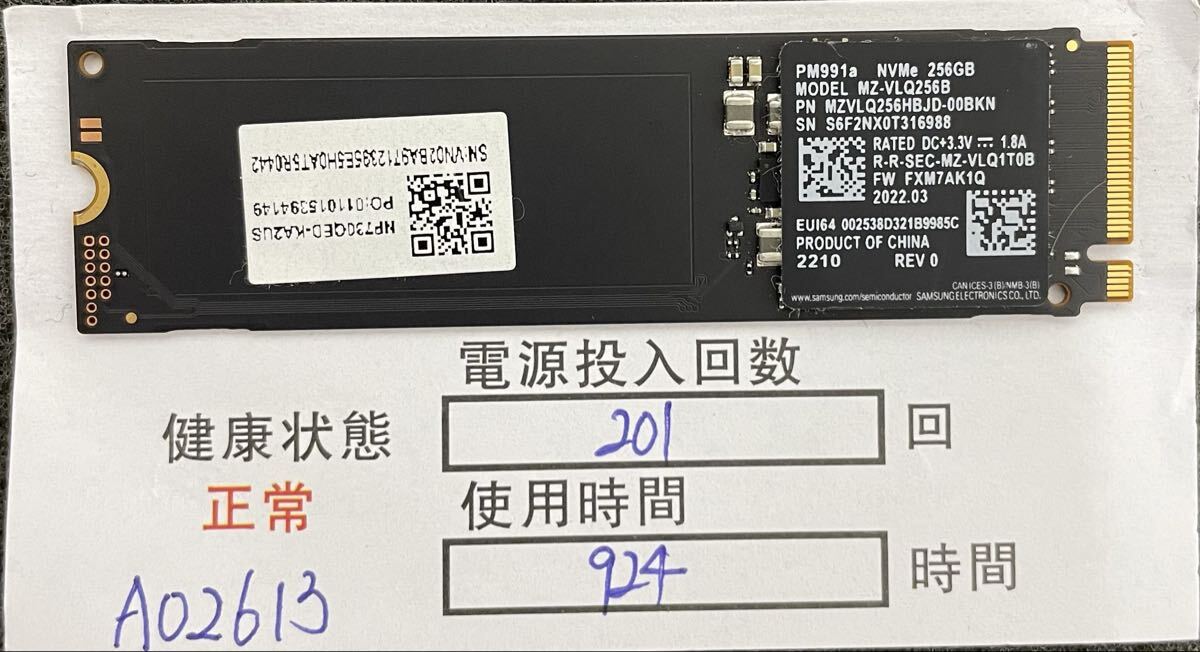 PM991a NVMe 256GB
MODEL MZ-VLQ256B
PN MZVLQ256HBJD-00BKN
SN S6F2NX0T316988
RATED DC+3.3V ⎓ 1.8A
R-R-SEC-MZ-VLQ1T0B
FW FXM7AK1Q
2022.03
EUI64 002538D321B9985C
PRODUCT OF CHINA
2210 REV 0
CAN ICES-3 (B)/NMB-3(B)
www.samsung.com/semiconductor SAMSUNG ELECTRONICS CO., LTD.
NP730QED-KA2US
PO:011015394149
SN:VN02BA9T12395E5H0AT5R0442
電源投入回数
健康状態
201 回
正常
使用時間
924 時間
A02613